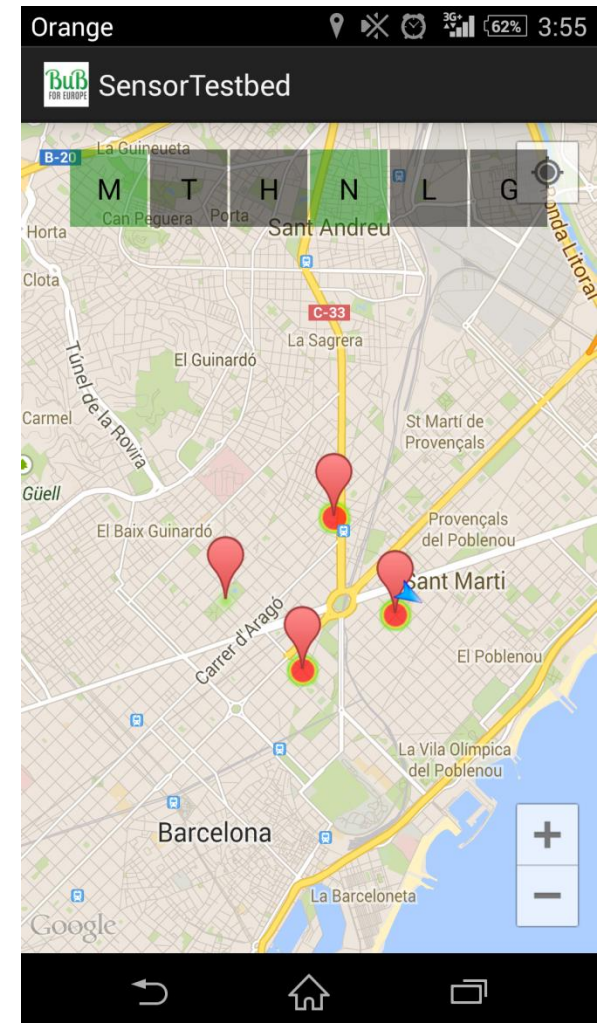 Orange 3G+ 62% 3:55
BuB
FOR EUROPE
SensorTestbed
B-20
La Guineueta
M T H N L G
Can Peguera
Porta
Horta
Sant Andreu
Ronda Litoral
Clota
C-33
La Sagrera
Túnel de la Rovira
El Guinardó
Carmel
St Martí de
Provençals
Güell
El Baix Guinardó
Provençals
del Poblenou
Sant Marti
Carrer d'Aragó
El Poblenou
La Vila Olímpica
del Poblenou
Barcelona
+
La Barceloneta
−
Google